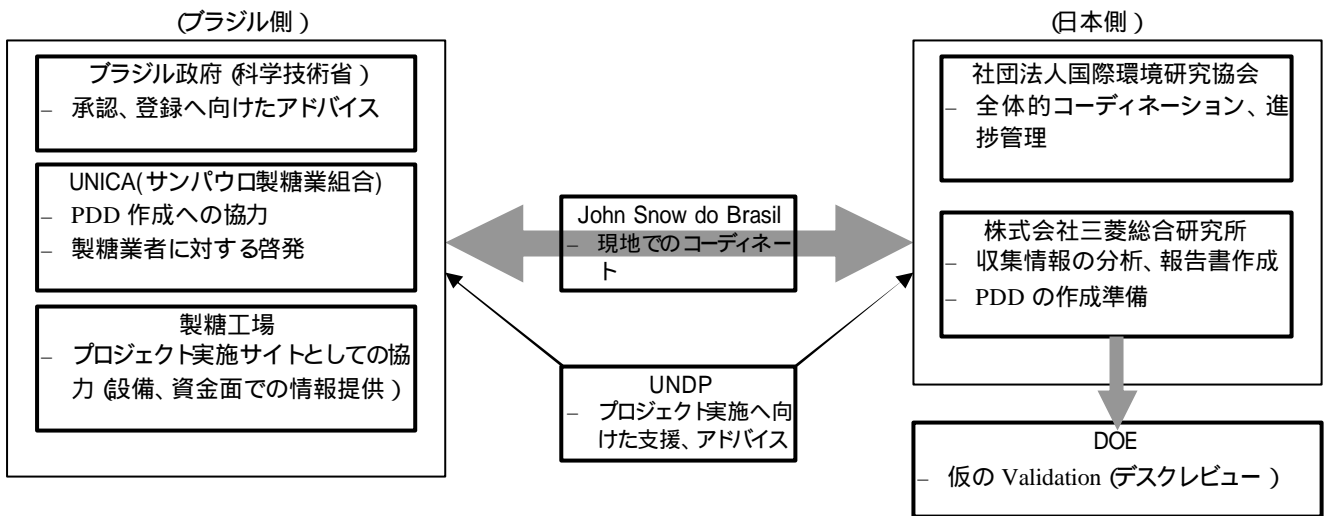 (ブラジル側)
ブラジル政府(科学技術省)
– 承認、登録へ向けたアドバイス
UNICA(サンパウロ製糖業組合)
– PDD 作成への協力
– 製糖業者に対する啓発
製糖工場
– プロジェクト実施サイトとしての協
力(設備、資金面での情報提供)
John Snow do Brasil
– 現地でのコーディネー
ト
UNDP
– プロジェクト実施へ向
けた支援、アドバイス
(日本側)
社団法人国際環境研究協会
– 全体的コーディネーション、進
捗管理
株式会社三菱総合研究所
– 収集情報の分析、報告書作成
– PDD の作成準備
DOE
– 仮の Validation(デスクレビュー)